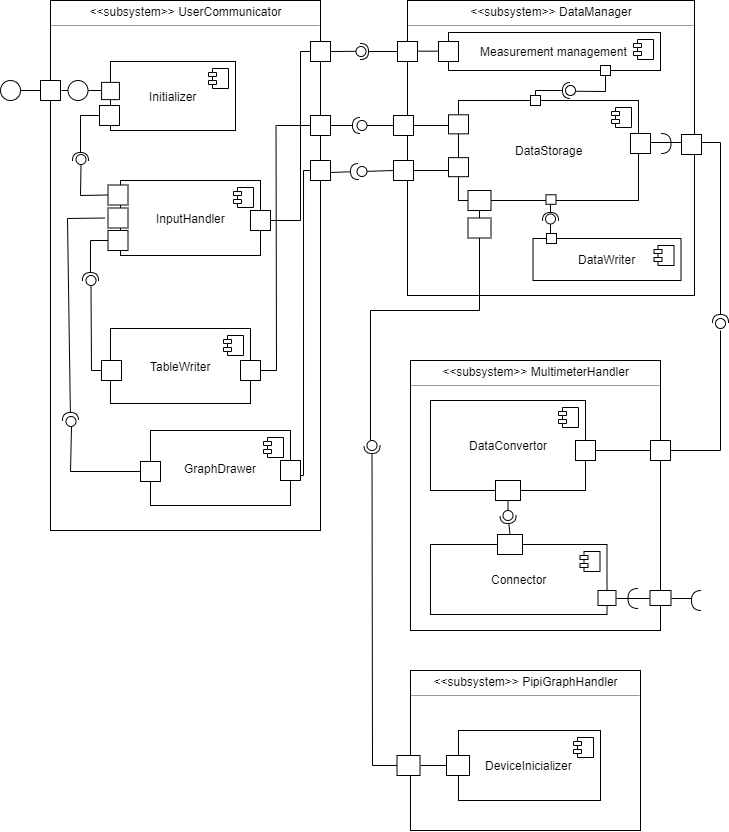 <<subsystem>> UserCommunicator
<<subsystem>> DataManager
Measurement management
Initializer
DataStorage
InputHandler
DataWriter
TableWriter
<<subsystem>> MultimeterHandler
DataConvertor
GraphDrawer
Connector
<<subsystem>> PipiGraphHandler
DeviceInicializer